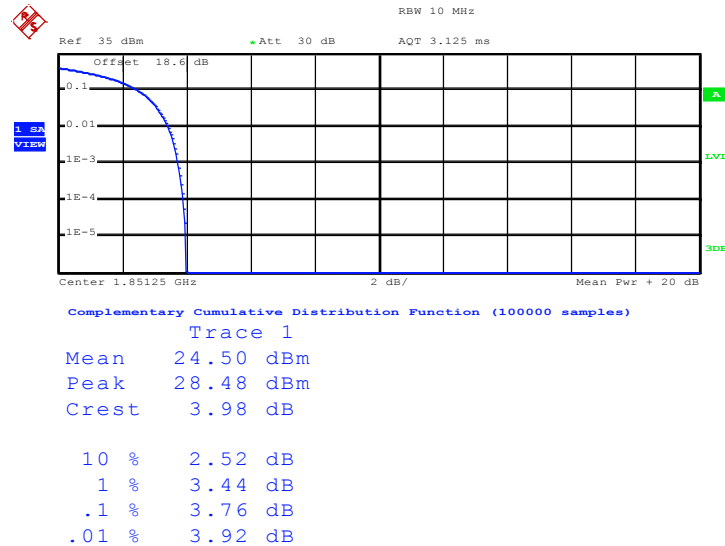 RBW 10 MHz
Ref 35 dBm * Att 30 dB AQT 3.125 ms
Offset 18.6 dB
0.1
0.01
1E-3
1E-4
1E-5
A
1 SA
VIEW
LVL
3DB
Center 1.85125 GHz 2 dB/ Mean Pwr + 20 dB
Complementary Cumulative Distribution Function (100000 samples)
Trace 1
Mean 24.50 dBm
Peak 28.48 dBm
Crest 3.98 dB
10 % 2.52 dB
1 % 3.44 dB
.1 % 3.76 dB
.01 % 3.92 dB